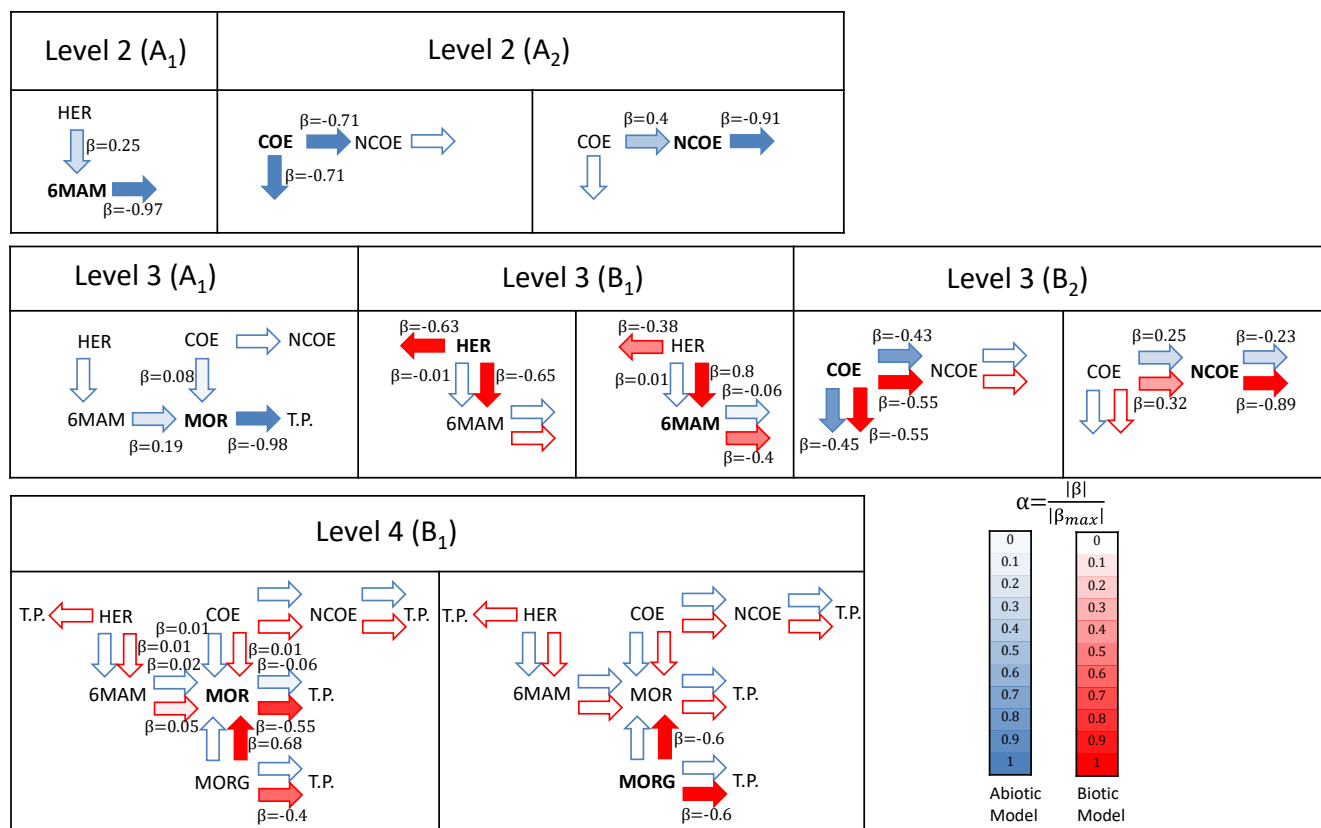 Level 2 (A1)
Level 2 (A2)
HER
β=0.25
6MAM
β=-0.97
β=-0.71
COE
NCOE
β=-0.71
β=0.4
β=-0.91
COE
NCOE
Level 3 (A1)
Level 3 (B1)
Level 3 (B2)
HER
COE
NCOE
β=0.08
6MAM
MOR
T.P.
β=0.19
β=-0.98
β=-0.63
HER
β=-0.01
β=-0.65
6MAM
β=-0.38
HER
β=0.01
β=0.8
β=-0.06
6MAM
β=-0.4
β=-0.43
COE
NCOE
β=-0.55
β=-0.45
β=-0.55
β=0.25
β=-0.23
COE
NCOE
β=0.32
β=-0.89
Level 4 (B1)
T.P.
HER
COE
NCOE
T.P.
β=0.01
β=0.01
β=0.01
β=0.02
β=-0.06
6MAM
MOR
T.P.
β=0.05
β=-0.55
β=0.68
MORG
T.P.
β=-0.4
T.P.
HER
COE
NCOE
T.P.
6MAM
MOR
T.P.
β=-0.6
MORG
T.P.
β=-0.6
α=|β|/|βmax|
0 0
0.1 0.1
0.2 0.2
0.3 0.3
0.4 0.4
0.5 0.5
0.6 0.6
0.7 0.7
0.8 0.8
0.9 0.9
1 1
Abiotic Biotic
Model Model